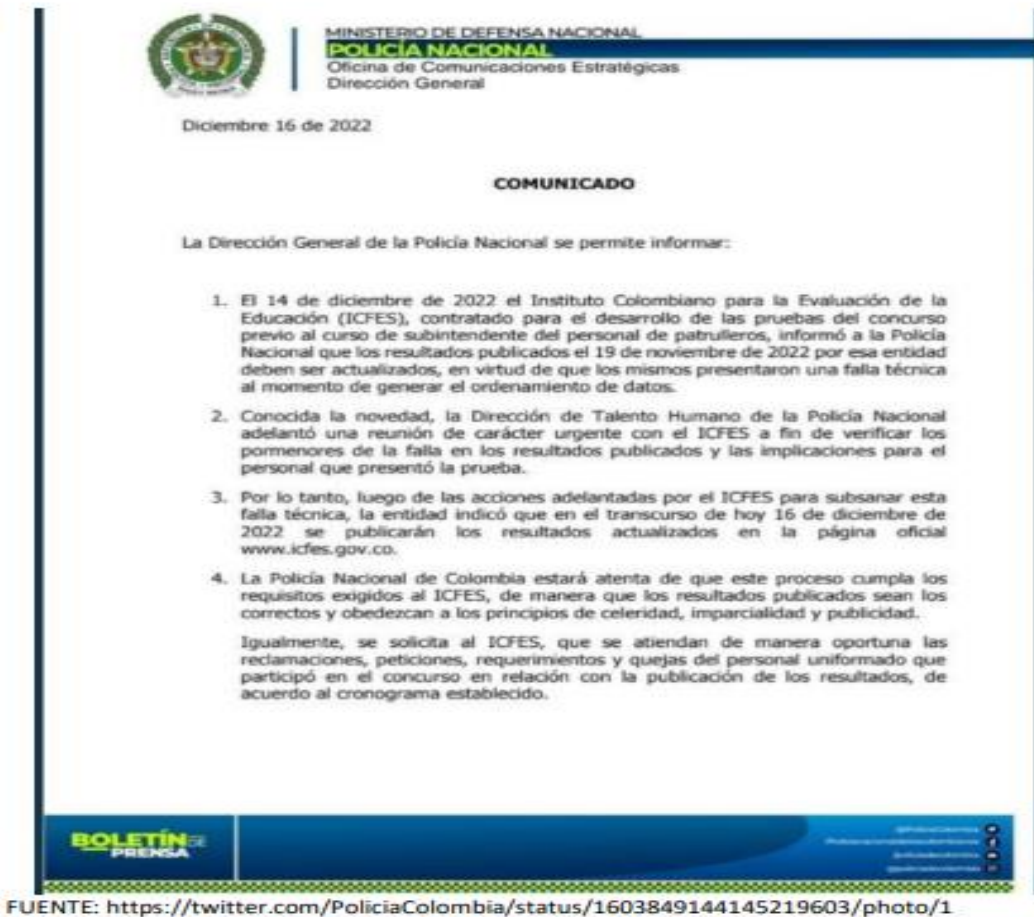 MINISTERIO DE DEFENSA NACIONAL
POLICÍA NACIONAL
Oficina de Comunicaciones Estratégicas
Dirección General
Diciembre 16 de 2022
COMUNICADO
La Dirección General de la Policía Nacional se permite informar:
1. El 14 de diciembre de 2022 el Instituto Colombiano para la Evaluación de la
Educación (ICFES), contratado para el desarrollo de las pruebas del concurso
previo al curso de subintendente del personal de patrulleros, informó a la Policía
Nacional que los resultados publicados el 19 de noviembre de 2022 por esa entidad
deben ser actualizados, en virtud de que los mismos presentaron una falla técnica
al momento de generar el ordenamiento de datos.
2. Conocida la novedad, la Dirección de Talento Humano de la Policía Nacional
adelantó una reunión de carácter urgente con el ICFES a fin de verificar los
pormenores de la falla en los resultados publicados y las implicaciones para el
personal que presentó la prueba.
3. Por lo tanto, luego de las acciones adelantadas por el ICFES para subsanar esta
falla técnica, la entidad indicó que en el transcurso de hoy 16 de diciembre de
2022 se publicarán los resultados actualizados en la página oficial
www.icfes.gov.co.
4. La Policía Nacional de Colombia estará atenta de que este proceso cumpla los
requisitos exigidos al ICFES, de manera que los resultados publicados sean los
correctos y obedezcan a los principios de celeridad, imparcialidad y publicidad.
Igualmente, se solicita al ICFES, que se atiendan de manera oportuna las
reclamaciones, peticiones, requerimientos y quejas del personal uniformado que
participó en el concurso en relación con la publicación de los resultados, de
acuerdo al cronograma establecido.
BOLETÍN DE
PRENSA
FUENTE: https://twitter.com/PoliciaColombia/status/1603849144145219603/photo/1